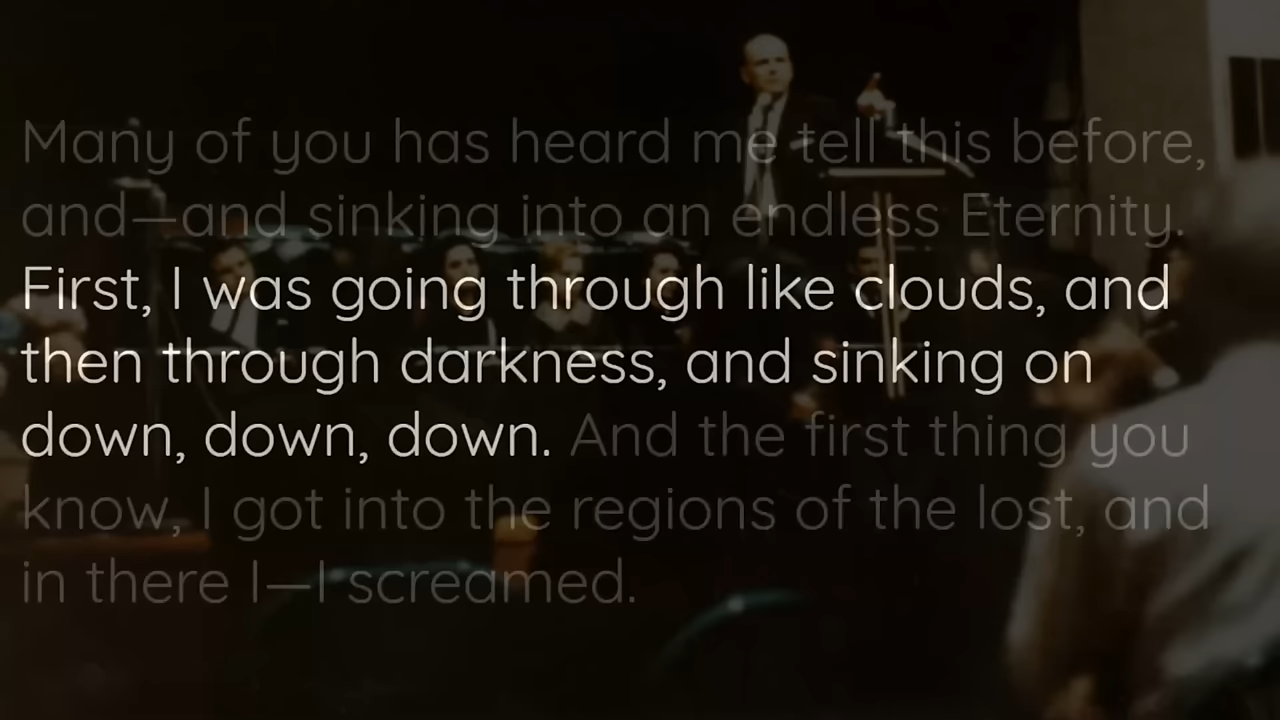 Many of you has heard me tell this before,
and—and sinking into an endless Eternity.
First, I was going through like clouds, and
then through darkness, and sinking on
down, down, down. And the first thing you
know, I got into the regions of the lost, and
in there I—I screamed.